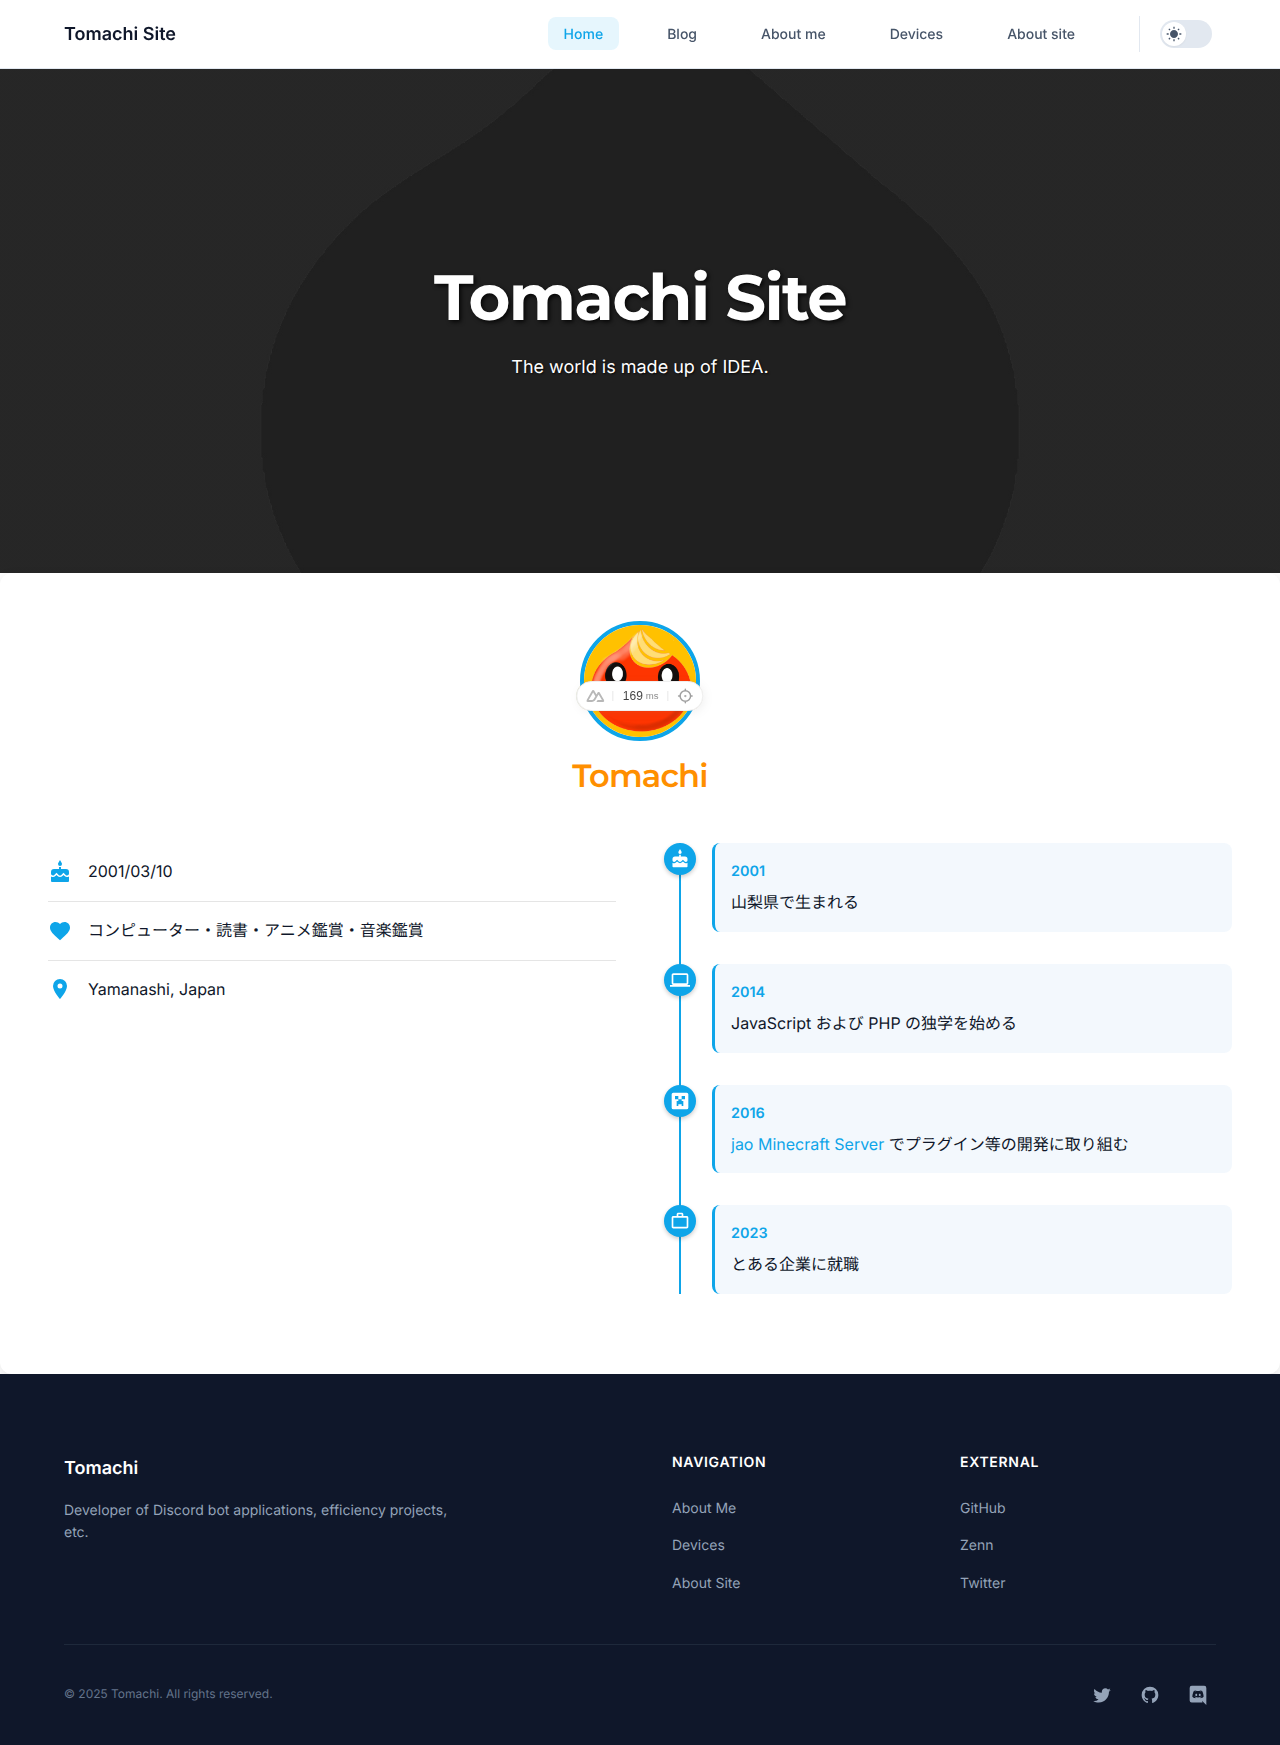 Tomachi Site
Home
Blog
About me
Devices
About site
Tomachi Site
The world is made up of IDEA.
169 ms
Tomachi
2001/03/10
コンピューター・読書・アニメ鑑賞・音楽鑑賞
Yamanashi, Japan
2001
山梨県で生まれる
2014
JavaScript および PHP の独学を始める
2016
jao Minecraft Server でプラグイン等の開発に取り組む
2023
とある企業に就職
Tomachi
Developer of Discord bot applications, efficiency projects,
etc.
NAVIGATION
About Me
Devices
About Site
EXTERNAL
GitHub
Zenn
Twitter
© 2025 Tomachi. All rights reserved.